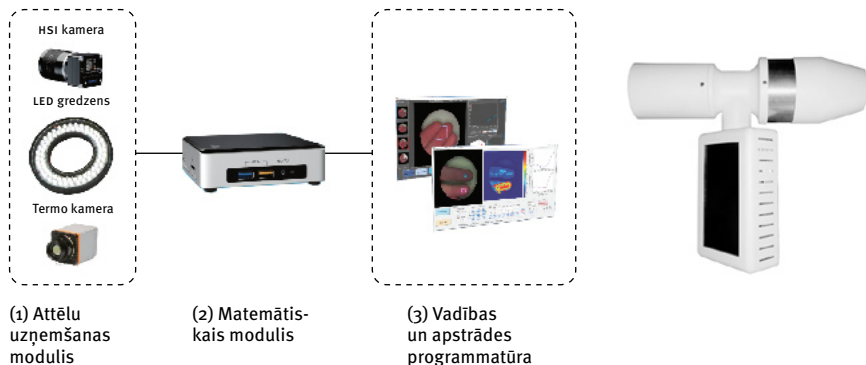 HSI kamera
LED gredzens
Termo kamera
(1) Attēlu
uzņemšanas
modulis
(2) Matemātis-
kais modulis
(3) Vadības
un apstrādes
programmatūra